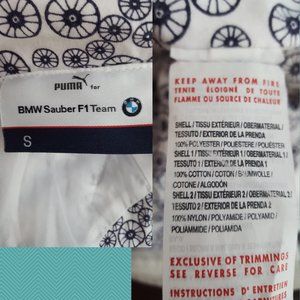 PUMA for
BMW Sauber F1 Team
S
KEEP AWAY FROM FIRE
TENIR ÉLOIGNÉ DE TOUTE
FLAMME OU SOURCE DE CHALEUR
SHELL / TISSU EXTÉRIEUR / OBERMATERIAL /
TESSUTO / EXTERIOR DE LA PRENDA
100% POLYESTER / POLIESTERE / POLIÉSTER
SHELL 1 / TISSU EXTÉRIEUR 1 / OBERMATERIAL 1 /
TESSUTO 1 / EXTERIOR DE LA PRENDA 1
100% COTTON / COTON / BAUMWOLLE /
COTONE / ALGODÓN
SHELL 2 / TISSU EXTÉRIEUR 2 / OBERMATERIAL 2 /
TESSUTO 2 / EXTERIOR DE LA PRENDA 2
100% NYLON / POLYAMIDE / POLYAMID /
POLIAMMIDE / POLIAMIDA
EXCLUSIVE OF TRIMMINGS
SEE REVERSE FOR CARE
INSTRUCTIONS D'ENTRETIEN